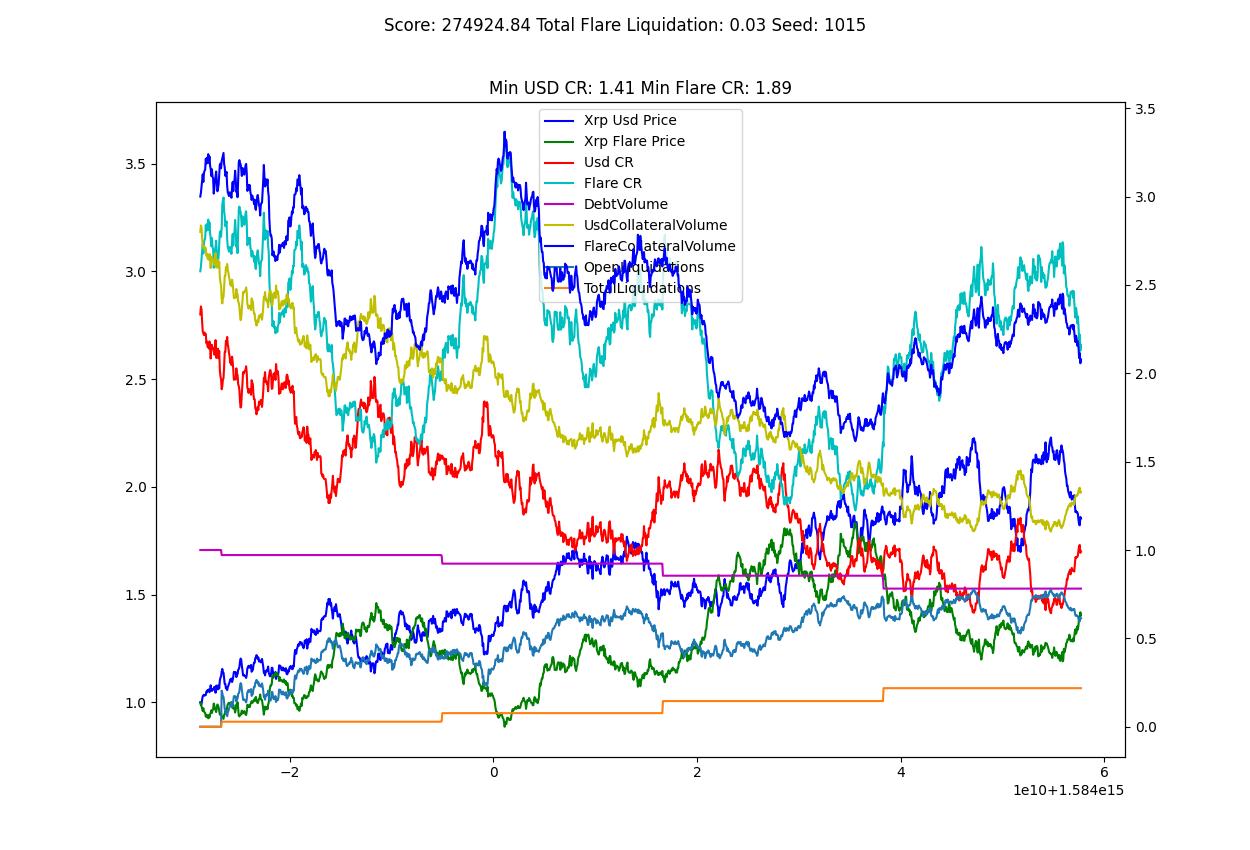 Score: 274924.84 Total Flare Liquidation: 0.03 Seed: 1015
Min USD CR: 1.41 Min Flare CR: 1.89
Xrp Usd Price
Xrp Flare Price
Usd CR
Flare CR
DebtVolume
UsdCollateralVolume
FlareCollateralVolume
OpenLiquidations
TotalLiquidations
3.5
3.0
2.5
2.0
1.5
1.0
3.5
3.0
2.5
2.0
1.5
1.0
0.5
0.0
−2
0
2
4
6
1e10+1.584e15